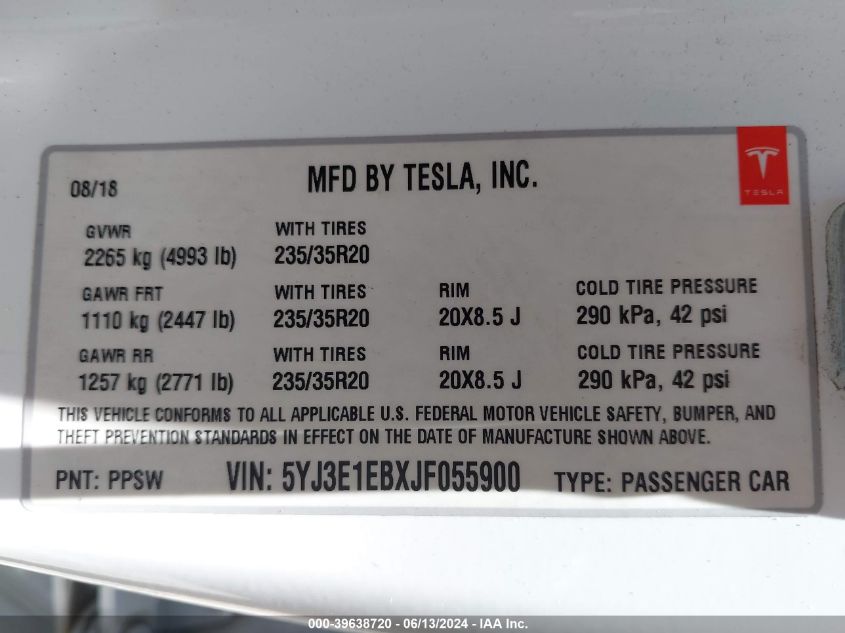 08/18 MFD BY TESLA, INC.
TESLA
GVWR WITH TIRES
2265 kg (4993 lb) 235/35R20
GAWR FRT WITH TIRES RIM COLD TIRE PRESSURE
1110 kg (2447 lb) 235/35R20 20X8.5 J 290 kPa, 42 psi
GAWR RR WITH TIRES RIM COLD TIRE PRESSURE
1257 kg (2771 lb) 235/35R20 20X8.5 J 290 kPa, 42 psi
THIS VEHICLE CONFORMS TO ALL APPLICABLE U.S. FEDERAL MOTOR VEHICLE SAFETY, BUMPER, AND
THEFT PREVENTION STANDARDS IN EFFECT ON THE DATE OF MANUFACTURE SHOWN ABOVE.
PNT: PPSW VIN: 5YJ3E1EBXJF055900 TYPE: PASSENGER CAR
000-39638720 - 06/13/2024 - IAA Inc.